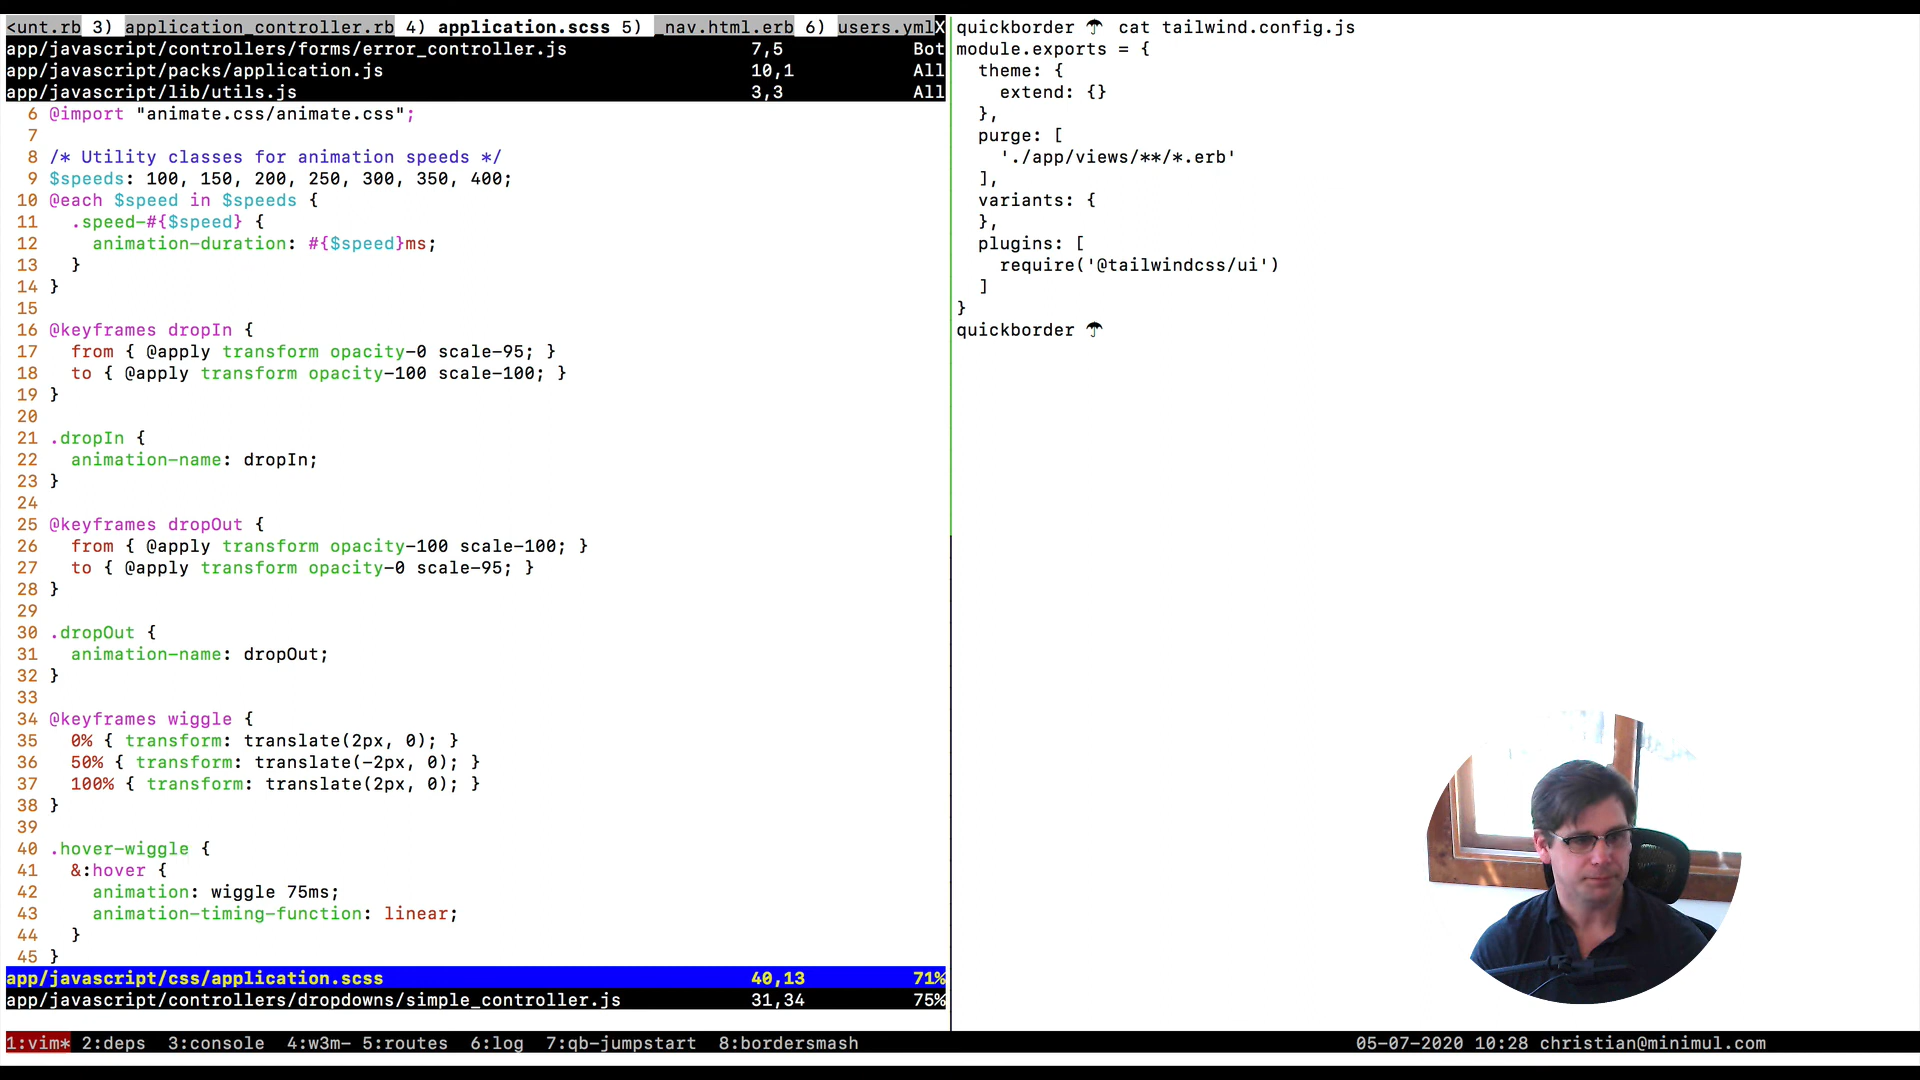 <unt.rb 3) application_controller.rb 4) application.scss 5) _nav.html.erb 6) users.ymlX
app/javascript/controllers/forms/error_controller.js 7,5 Bot
app/javascript/packs/application.js 10,1 All
app/javascript/lib/utils.js 3,3 All
6 @import "animate.css/animate.css";
7
8 /* Utility classes for animation speeds */
9 $speeds: 100, 150, 200, 250, 300, 350, 400;
10 @each $speed in $speeds {
11   .speed-#{$speed} {
12     animation-duration: #{$speed}ms;
13   }
14 }
15
16 @keyframes dropIn {
17   from { @apply transform opacity-0 scale-95; }
18   to { @apply transform opacity-100 scale-100; }
19 }
20
21 .dropIn {
22   animation-name: dropIn;
23 }
24
25 @keyframes dropOut {
26   from { @apply transform opacity-100 scale-100; }
27   to { @apply transform opacity-0 scale-95; }
28 }
29
30 .dropOut {
31   animation-name: dropOut;
32 }
33
34 @keyframes wiggle {
35   0% { transform: translate(2px, 0); }
36   50% { transform: translate(-2px, 0); }
37   100% { transform: translate(2px, 0); }
38 }
39
40 .hover-wiggle {
41   &:hover {
42     animation: wiggle 75ms;
43     animation-timing-function: linear;
44   }
45 }
app/javascript/css/application.scss 40,13 71%
app/javascript/controllers/dropdowns/simple_controller.js 31,34 75%
quickborder ☂ cat tailwind.config.js
module.exports = {
  theme: {
    extend: {}
  },
  purge: [
    './app/views/**/*.erb'
  ],
  variants: {
  },
  plugins: [
    require('@tailwindcss/ui')
  ]
}
quickborder ☂
1:vim* 2:deps 3:console 4:w3m- 5:routes 6:log 7:qb-jumpstart 8:bordersmash 05-07-2020 10:28 christian@minimul.com